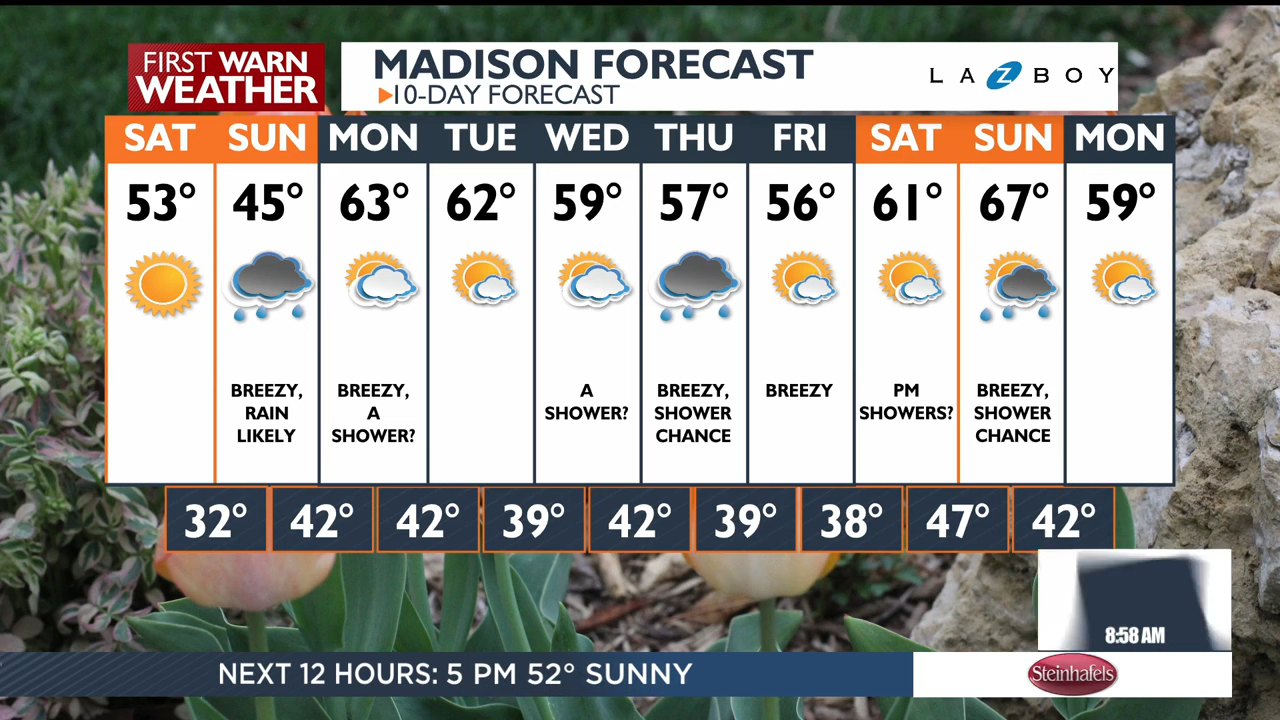 FIRST WARN
WEATHER
MADISON FORECAST
10-DAY FORECAST
LA Z BOY
SAT SUN MON TUE WED THU FRI SAT SUN MON
53° 45° 63° 62° 59° 57° 56° 61° 67° 59°
BREEZY,
RAIN
LIKELY
BREEZY,
A
SHOWER?
A
SHOWER?
BREEZY,
SHOWER
CHANCE
BREEZY
PM
SHOWERS?
BREEZY,
SHOWER
CHANCE
32° 42° 42° 39° 42° 39° 38° 47° 42°
8:58 AM
NEXT 12 HOURS: 5 PM 52° SUNNY
Steinhafels